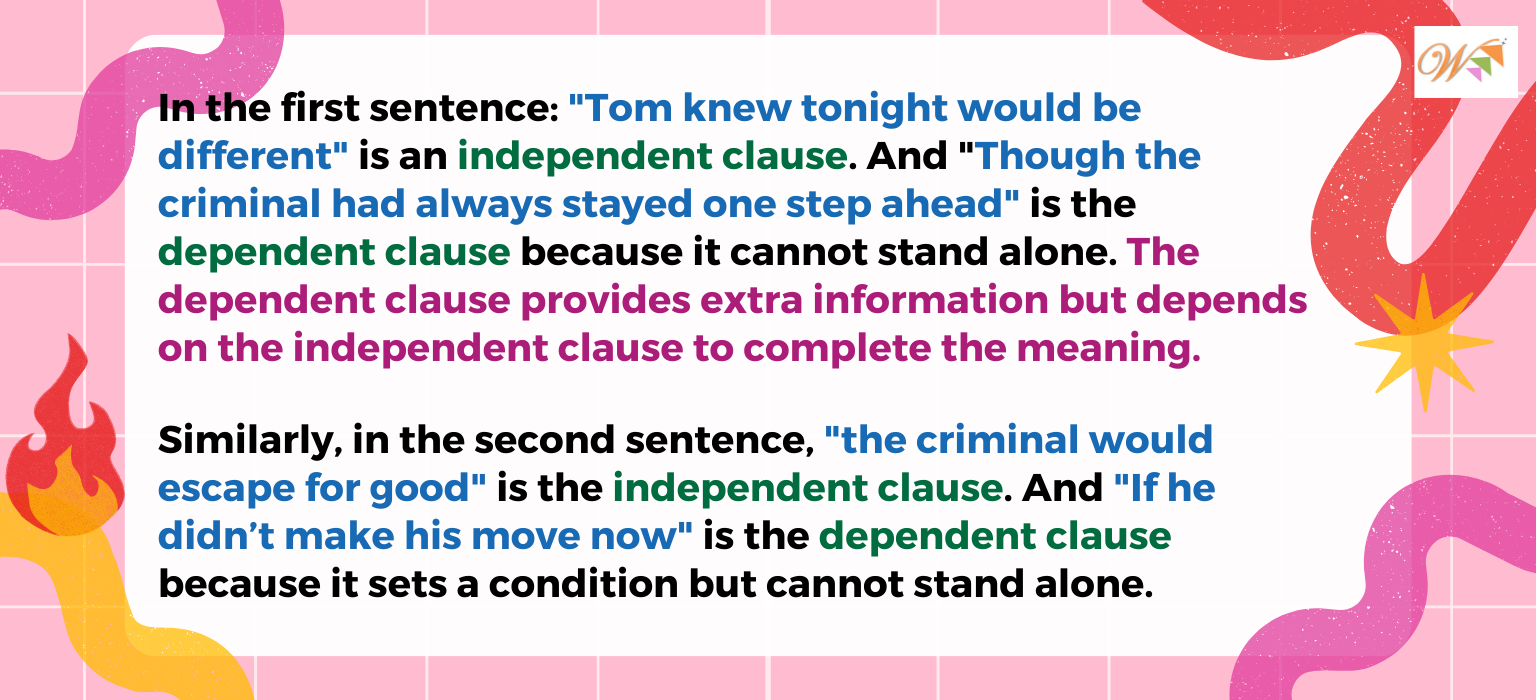 In the first sentence: "Tom knew tonight would be
different" is an independent clause. And "Though the
criminal had always stayed one step ahead" is the
dependent clause because it cannot stand alone. The
dependent clause provides extra information but depends
on the independent clause to complete the meaning.
Similarly, in the second sentence, "the criminal would
escape for good" is the independent clause. And "If he
didn’t make his move now" is the dependent clause
because it sets a condition but cannot stand alone.
W